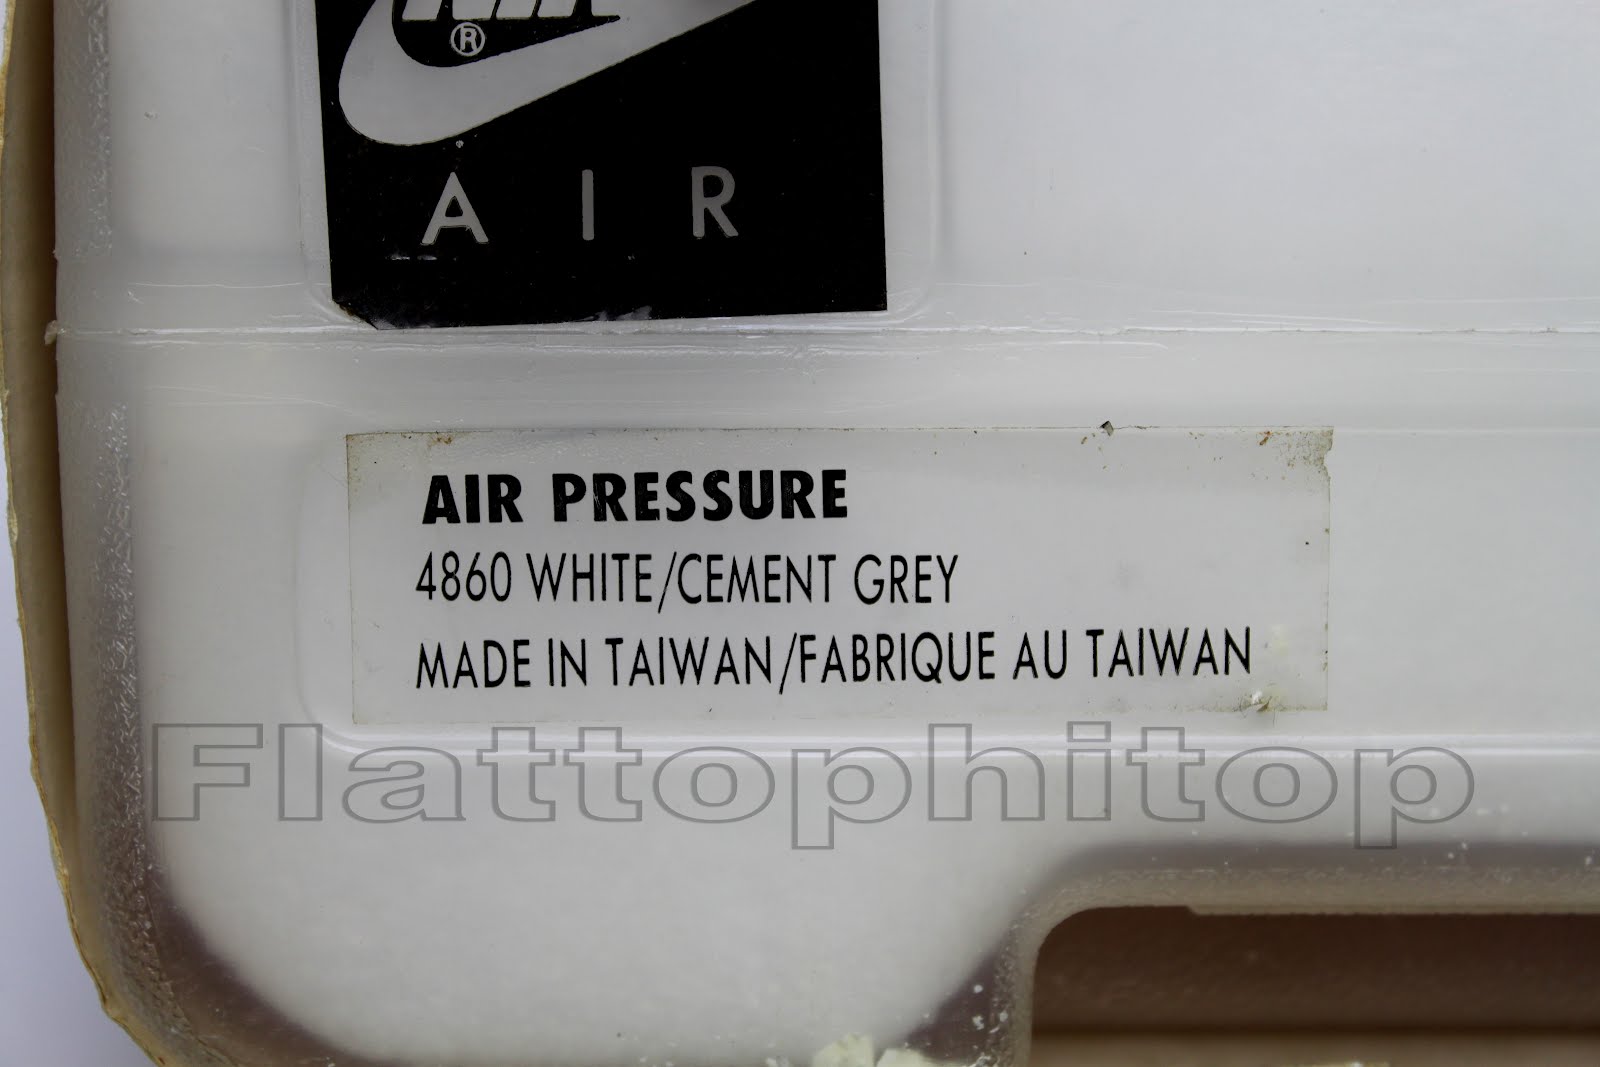 ®
AIR
AIR PRESSURE
4860 WHITE/CEMENT GREY
MADE IN TAIWAN/FABRIQUE AU TAIWAN
Flattophitop